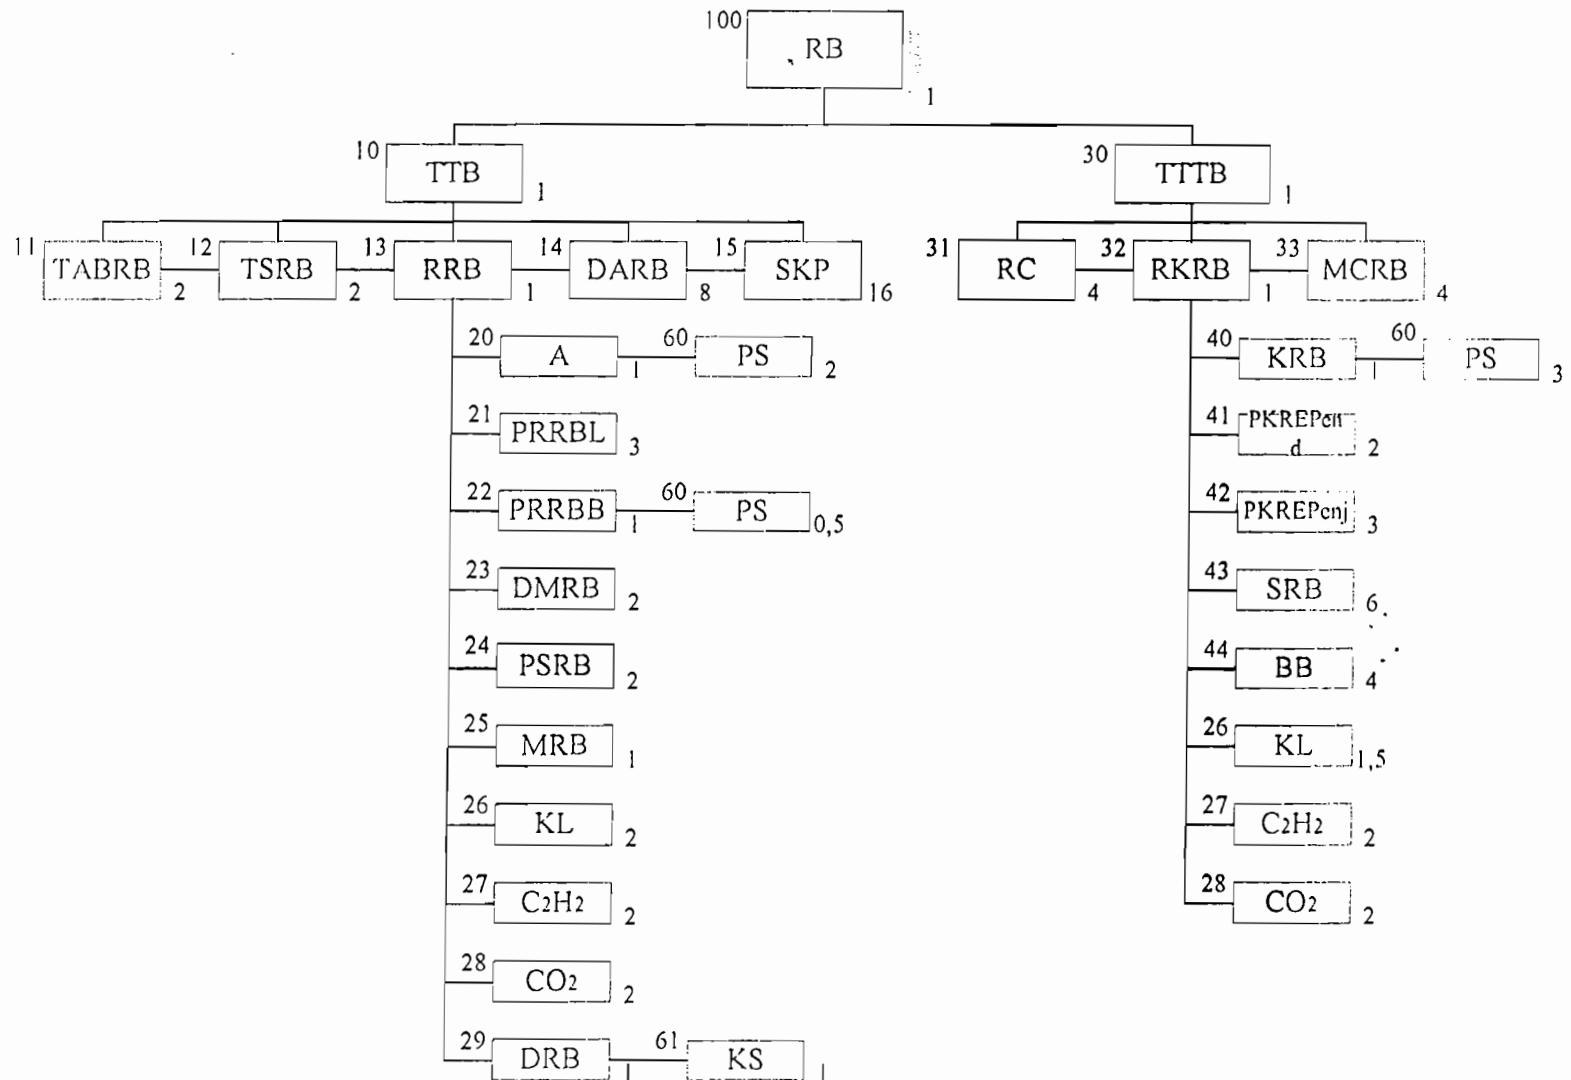 100 RB 1
10 TTB 1
30 TTTB 1
11 TABRB 2 12 TSRB 2 13 RRB 1 14 DARB 8 15 SKP 16
31 RC 4 32 RKRB 1 33 MCRB 4
20 A 1 60 PS 2
21 PRRBL 3
22 PRRBB 1 60 PS 0,5
23 DMRB 2
24 PSRB 2
25 MRB 1
26 KL 2
27 C2H2 2
28 CO2 2
29 DRB 61 KS
40 KRB 1 60 PS 3
41 PKREPcn
d 2
42 PKREPcnj 3
43 SRB 6
44 BB 4
26 KL 1,5
27 C2H2 2
28 CO2 2